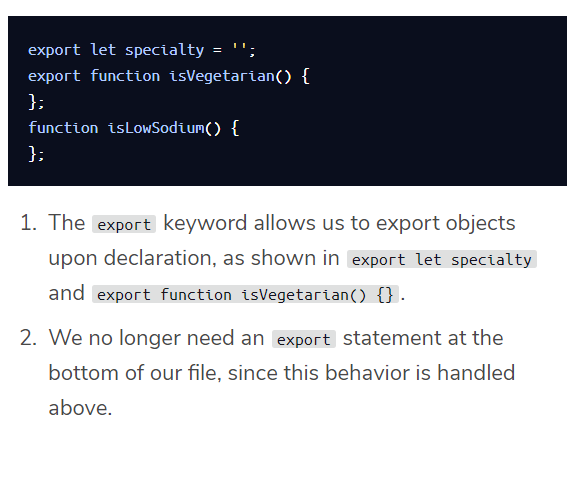 export let specialty = '';
export function isVegetarian() {
};
function isLowSodium() {
};
1. The export keyword allows us to export objects
upon declaration, as shown in export let specialty
and export function isVegetarian() {} .
2. We no longer need an export statement at the
bottom of our file, since this behavior is handled
above.